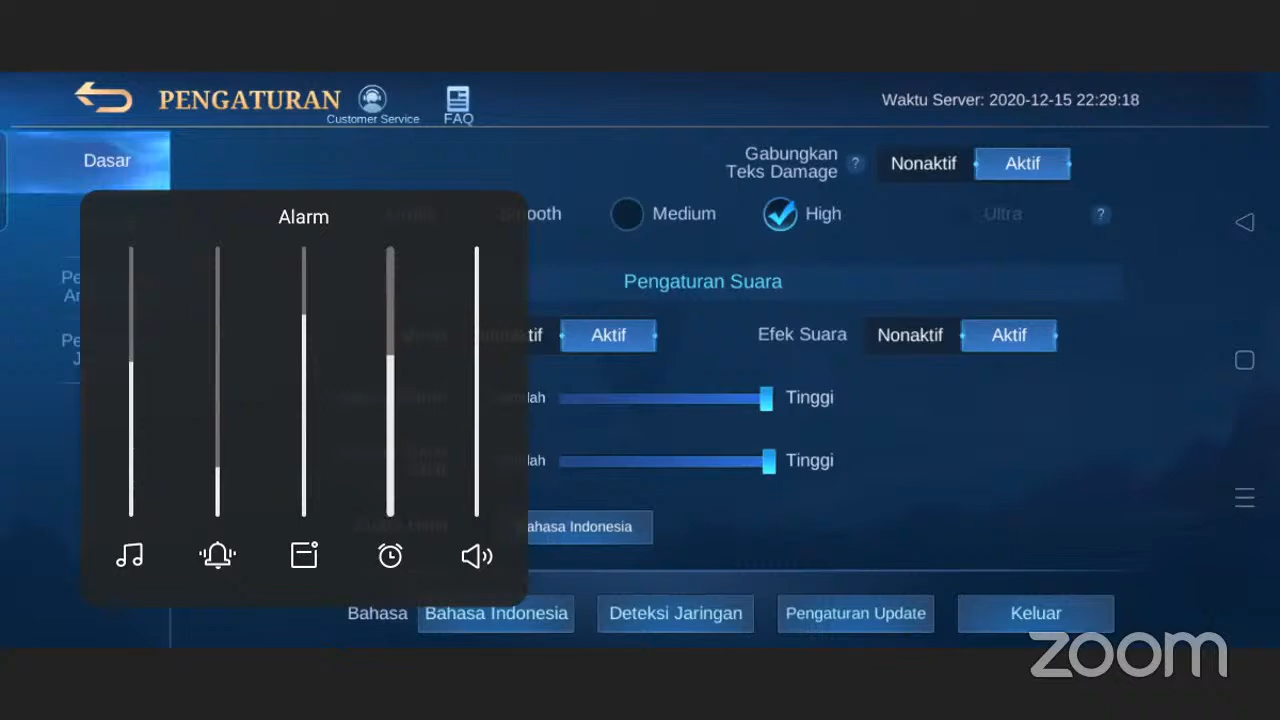 PENGATURAN
Customer Service
FAQ
Waktu Server: 2020-12-15 22:29:18
Dasar
Gabungkan
Teks Damage
?
Nonaktif
Aktif
Alarm
Smooth
Medium
High
Ultra
?
Pengaturan Suara
Aktif
Efek Suara
Nonaktif
Aktif
Tinggi
Tinggi
Bahasa Indonesia
Bahasa
Bahasa Indonesia
Deteksi Jaringan
Pengaturan Update
Keluar
zoom